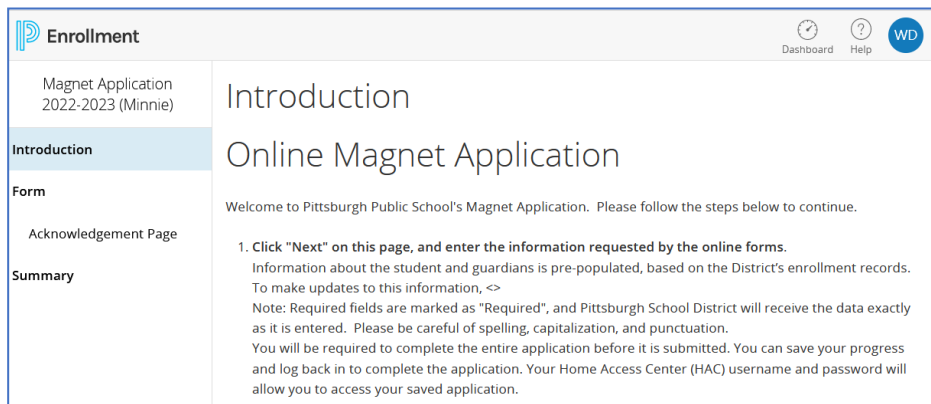 Enrollment
Dashboard
Help
WD
Magnet Application
2022-2023 (Minnie)
Introduction
Form
Acknowledgement Page
Summary
Introduction
Online Magnet Application
Welcome to Pittsburgh Public School's Magnet Application.  Please follow the steps below to continue.
1. Click "Next" on this page, and enter the information requested by the online forms.
Information about the student and guardians is pre-populated, based on the District's enrollment records.
To make updates to this information, <>
Note: Required fields are marked as "Required", and Pittsburgh School District will receive the data exactly
as it is entered.  Please be careful of spelling, capitalization, and punctuation.
You will be required to complete the entire application before it is submitted. You can save your progress
and log back in to complete the application. Your Home Access Center (HAC) username and password will
allow you to access your saved application.